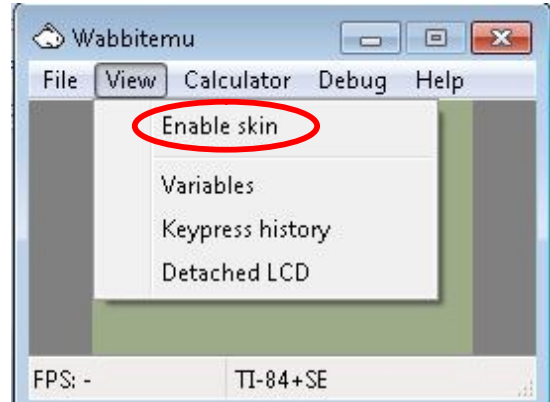 Wabbitemu
File View Calculator Debug Help
Enable skin
Variables
Keypress history
Detached LCD
FPS: - TI-84+SE